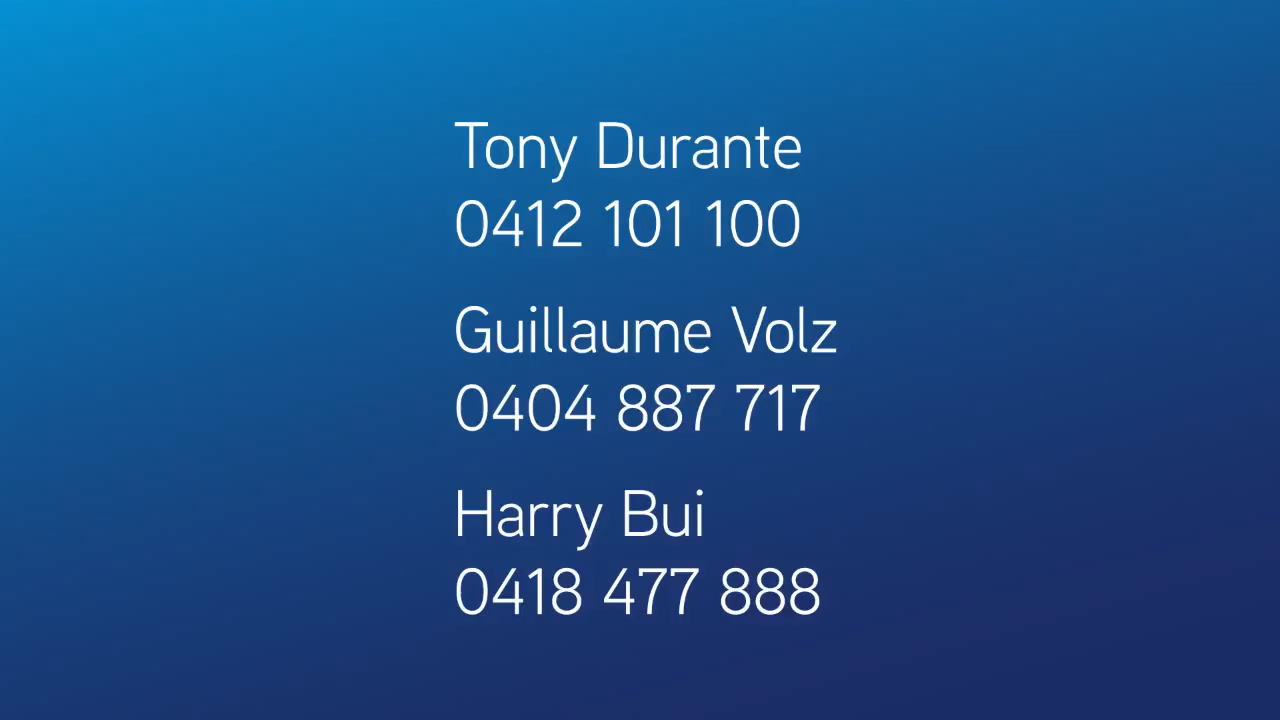 Tony Durante
0412 101 100
Guillaume Volz
0404 887 717
Harry Bui
0418 477 888